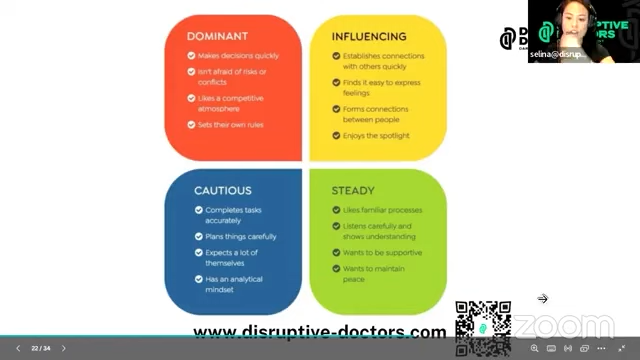 DOMINANT
Makes decisions quickly
Isn't afraid of risks or
conflicts
Likes a competitive
atmosphere
Sets their own rules
INFLUENCING
Establishes connections
with others quickly
Finds it easy to express
feelings
Forms connections
between people
Enjoys the spotlight
CAUTIOUS
Completes tasks
accurately
Plans things carefully
Expects a lot of
themselves
Has an analytical
mindset
STEADY
Likes familiar processes
Listens carefully and
shows understanding
Wants to be supportive
Wants to maintain
peace
selina@disrup...
www.disruptive-doctors.com
zoom
22 / 34